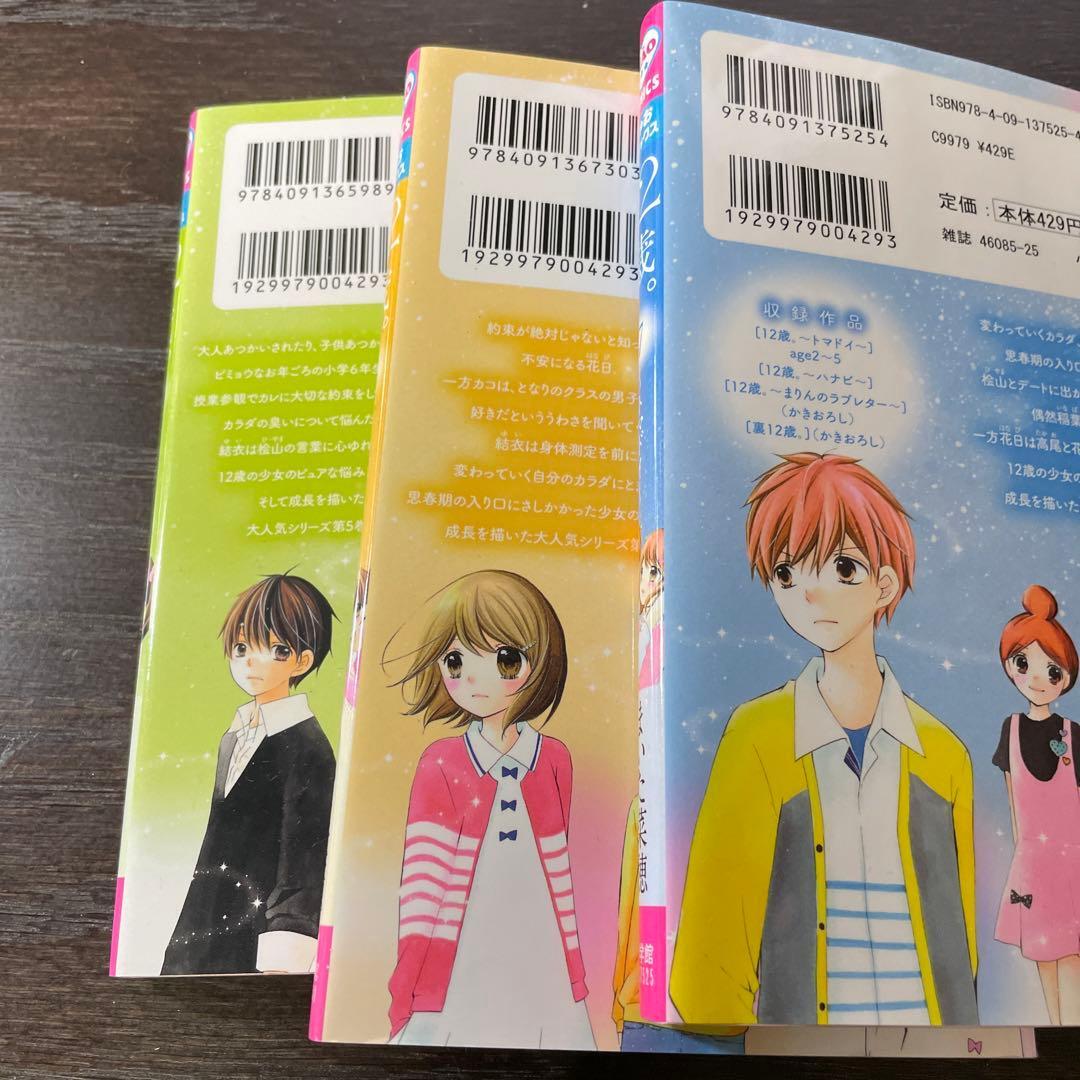 9784091365989
1929979004293
大人あつかいされたり、子供あつか
ビミョウなお年ごろの小学6年生
授業参観でカレに大切な約束をし
カラダの臭いについて悩んだ
結衣は桧山の言葉に心ゆれ
12歳の少女のピュアな悩み
そして成長を描いた
大人気シリーズ第5巻
9784091367303
1929979004293
約束が絶対じゃないと知っ
不安になる花日。
一方カコは、となりのクラスの男子
好きだといううわさを聞いて
結衣は身体測定を前に
変わっていく自分のカラダにと
思春期の入り口にさしかかった少女の
成長を描いた大人気シリーズ第
2歳。
9784091375254
1929979004293
ISBN978-4-09-137525-4
C9979 ¥429E
定価：本体429円
雑誌 46085-25
収録作品
[12歳。〜トマドイ〜]
age2〜5
[12歳。〜ハナビ〜]
[12歳。〜まりんのラブレター〜]
(かきおろし)
[裏12歳。](かきおろし)
変わっていくカラダ
思春期の入り口
桧山とデートに出か
偶然稲葉
一方花日は高尾と花
12歳の少女の
成長を描いた
学館